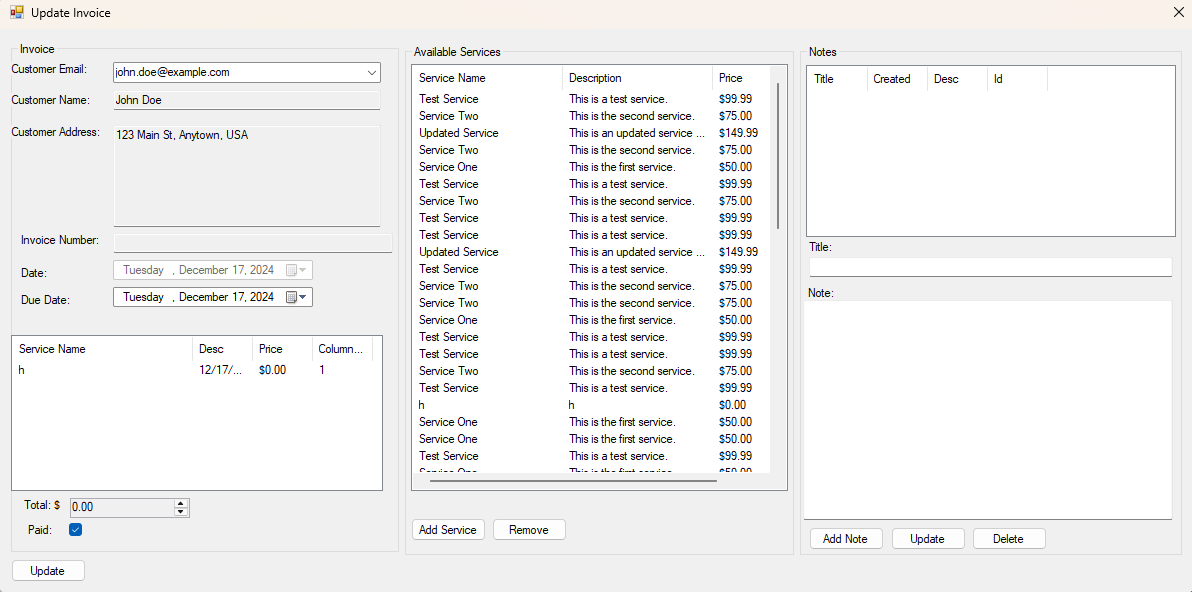 Update Invoice
Invoice
Customer Email: john.doe@example.com
Customer Name: John Doe
Customer Address: 123 Main St, Anytown, USA
Invoice Number:
Date: Tuesday , December 17, 2024
Due Date: Tuesday , December 17, 2024
Service Name Desc Price Column...
h 12/17/... $0.00 1
Total: $ 0.00
Paid:
Update
Available Services
Service Name Description Price
Test Service This is a test service. $99.99
Service Two This is the second service. $75.00
Updated Service This is an updated service ... $149.99
Service Two This is the second service. $75.00
Service One This is the first service. $50.00
Test Service This is a test service. $99.99
Service Two This is the second service. $75.00
Test Service This is a test service. $99.99
Test Service This is a test service. $99.99
Updated Service This is an updated service ... $149.99
Test Service This is a test service. $99.99
Service Two This is the second service. $75.00
Service Two This is the second service. $75.00
Service One This is the first service. $50.00
Test Service This is a test service. $99.99
Test Service This is a test service. $99.99
Service Two This is the second service. $75.00
Test Service This is a test service. $99.99
h h $0.00
Service One This is the first service. $50.00
Service One This is the first service. $50.00
Test Service This is a test service. $99.99
Service One This is the first service. $50.00
Add Service Remove
Notes
Title Created Desc Id
Title:
Note:
Add Note Update Delete